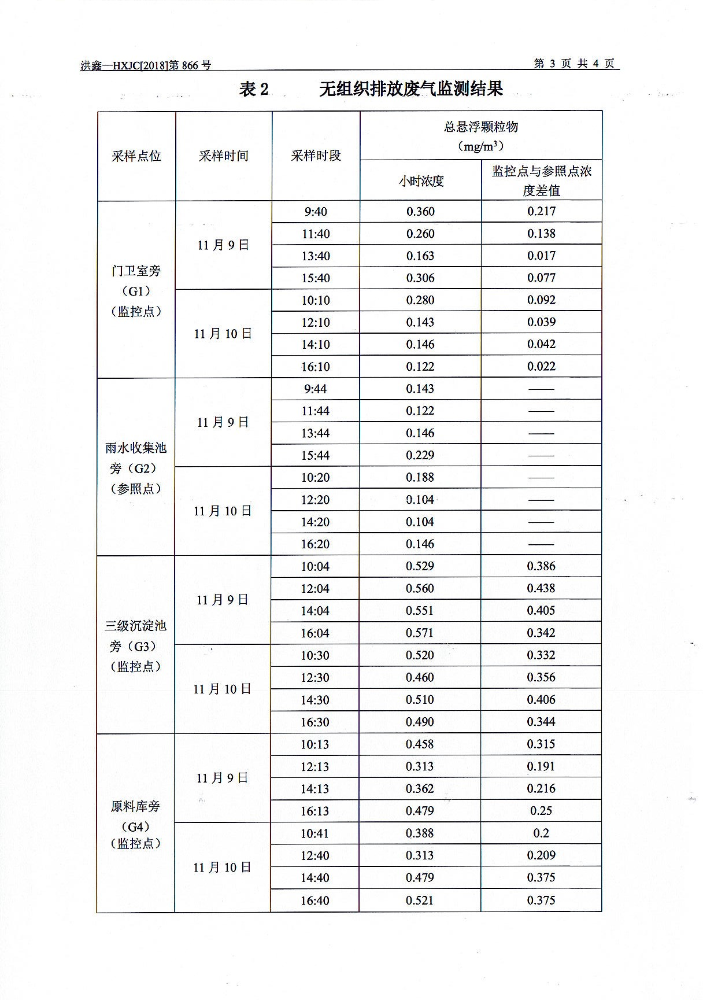 洪鑫—HXJC[2018]第 866 号 第 3 页 共 4 页
表 2 无组织排放废气监测结果
采样点位 采样时间 采样时段 总悬浮颗粒物
（mg/m³）
小时浓度 监控点与参照点浓
度差值
门卫室旁
（G1）
（监控点）
11 月 9 日
9:40 0.360 0.217
11:40 0.260 0.138
13:40 0.163 0.017
15:40 0.306 0.077
11 月 10 日
10:10 0.280 0.092
12:10 0.143 0.039
14:10 0.146 0.042
16:10 0.122 0.022
雨水收集池
旁（G2）
（参照点）
11 月 9 日
9:44 0.143 ——
11:44 0.122 ——
13:44 0.146 ——
15:44 0.229 ——
11 月 10 日
10:20 0.188 ——
12:20 0.104 ——
14:20 0.104 ——
16:20 0.146 ——
三级沉淀池
旁（G3）
（监控点）
11 月 9 日
10:04 0.529 0.386
12:04 0.560 0.438
14:04 0.551 0.405
16:04 0.571 0.342
11 月 10 日
10:30 0.520 0.332
12:30 0.460 0.356
14:30 0.510 0.406
16:30 0.490 0.344
原料库旁
（G4）
（监控点）
11 月 9 日
10:13 0.458 0.315
12:13 0.313 0.191
14:13 0.362 0.216
16:13 0.479 0.25
11 月 10 日
10:41 0.388 0.2
12:40 0.313 0.209
14:40 0.479 0.375
16:40 0.521 0.375